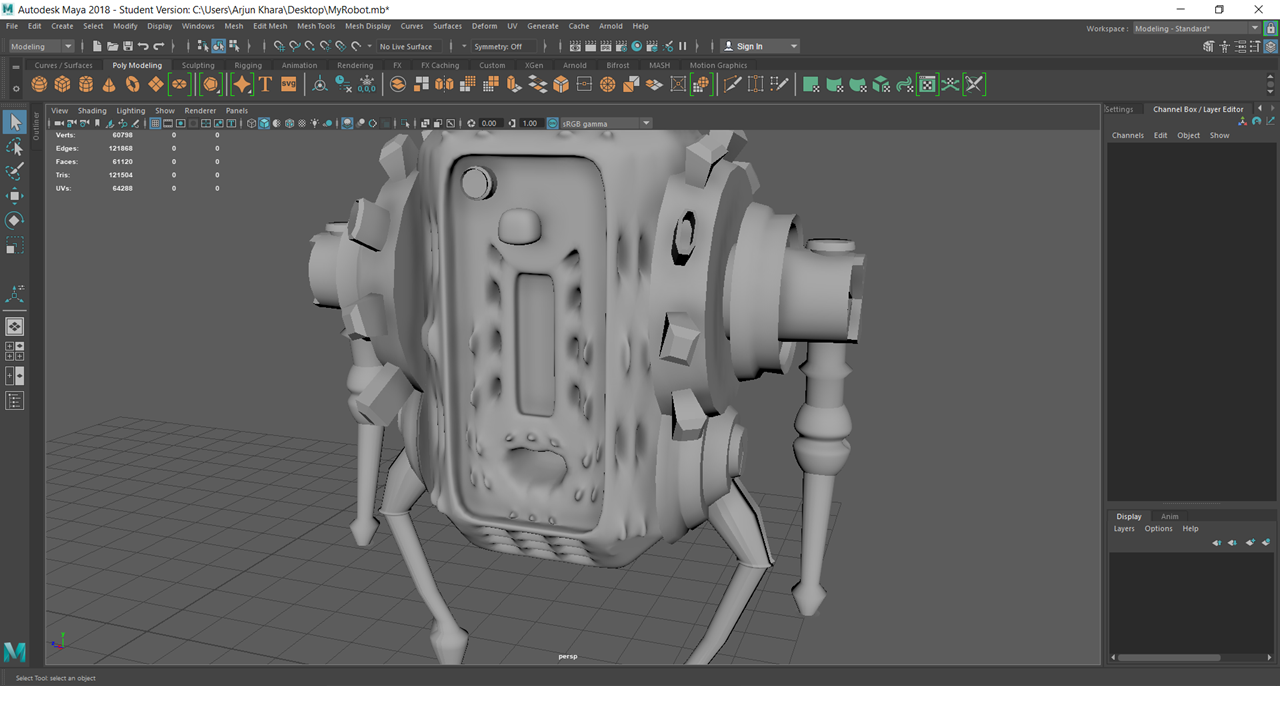 Autodesk Maya 2018 - Student Version: C:\Users\Arjun Khara\Desktop\MyRobot.mb*
File Edit Create Select Modify Display Windows Mesh Edit Mesh Mesh Tools Mesh Display Curves Surfaces Deform UV Generate Cache Arnold Help
Workspace: Modeling - Standard*
Modeling No Live Surface Symmetry: Off Sign In
Curves / Surfaces Poly Modeling Sculpting Rigging Animation Rendering FX FX Caching Custom XGen Arnold Bifrost MASH Motion Graphics
T SVG 0,0,0
View Shading Lighting Show Renderer Panels
Settings Channel Box / Layer Editor
0.00 1.00 sRGB gamma
Outliner
Channels Edit Object Show
Verts: 60798 0 0
Edges: 121868 0 0
Faces: 61120 0 0
Tris: 121504 0 0
UVs: 64288 0 0
Display Anim
Layers Options Help
y
persp
M
Select Tool: select an object